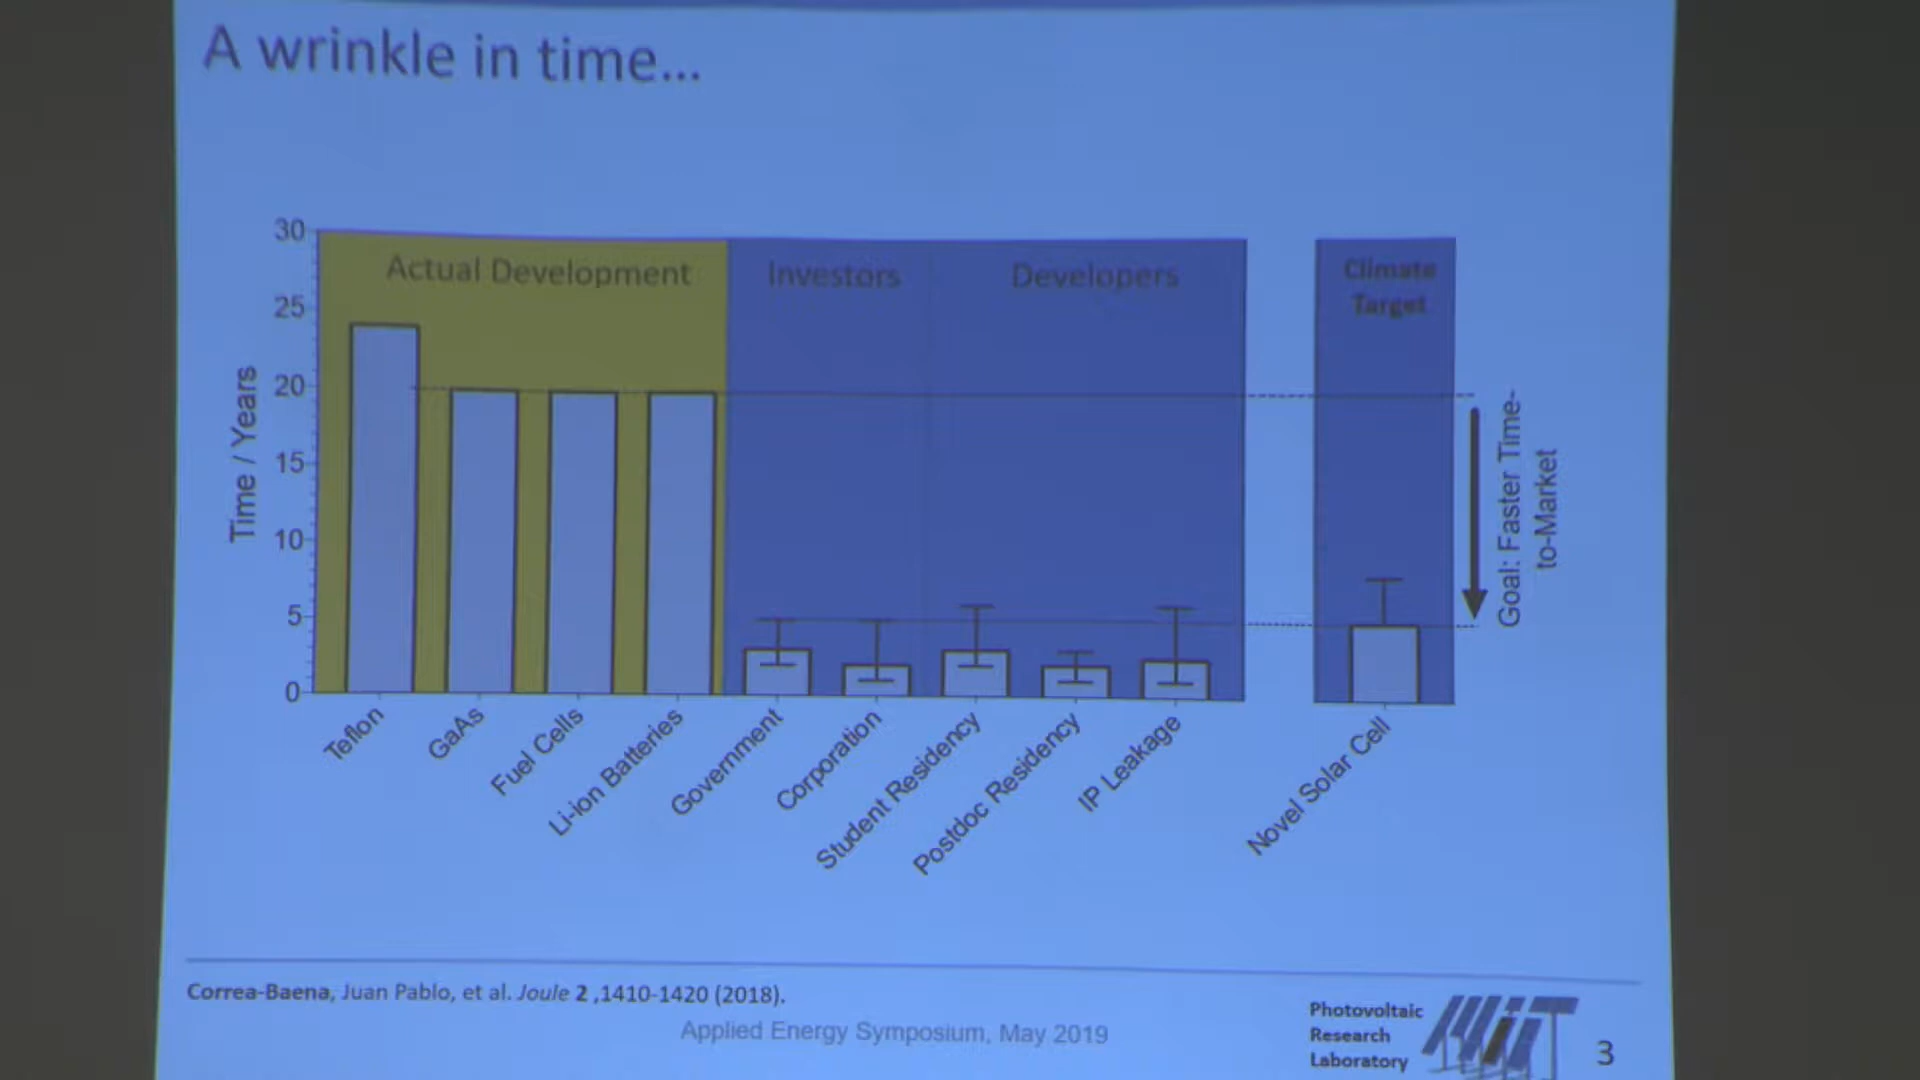 A wrinkle in time...
30
25
20
15
10
5
0
Time / Years
Actual Development
Investors
Developers
Climate
Target
Goal: Faster Time-
to-Market
Teflon
GaAs
Fuel Cells
Li-ion Batteries
Government
Corporation
Student Residency
Postdoc Residency
IP Leakage
Novel Solar Cell
Correa-Baena, Juan Pablo, et al. Joule 2 ,1410-1420 (2018).
Applied Energy Symposium, May 2019
Photovoltaic
Research
Laboratory
MIT
3